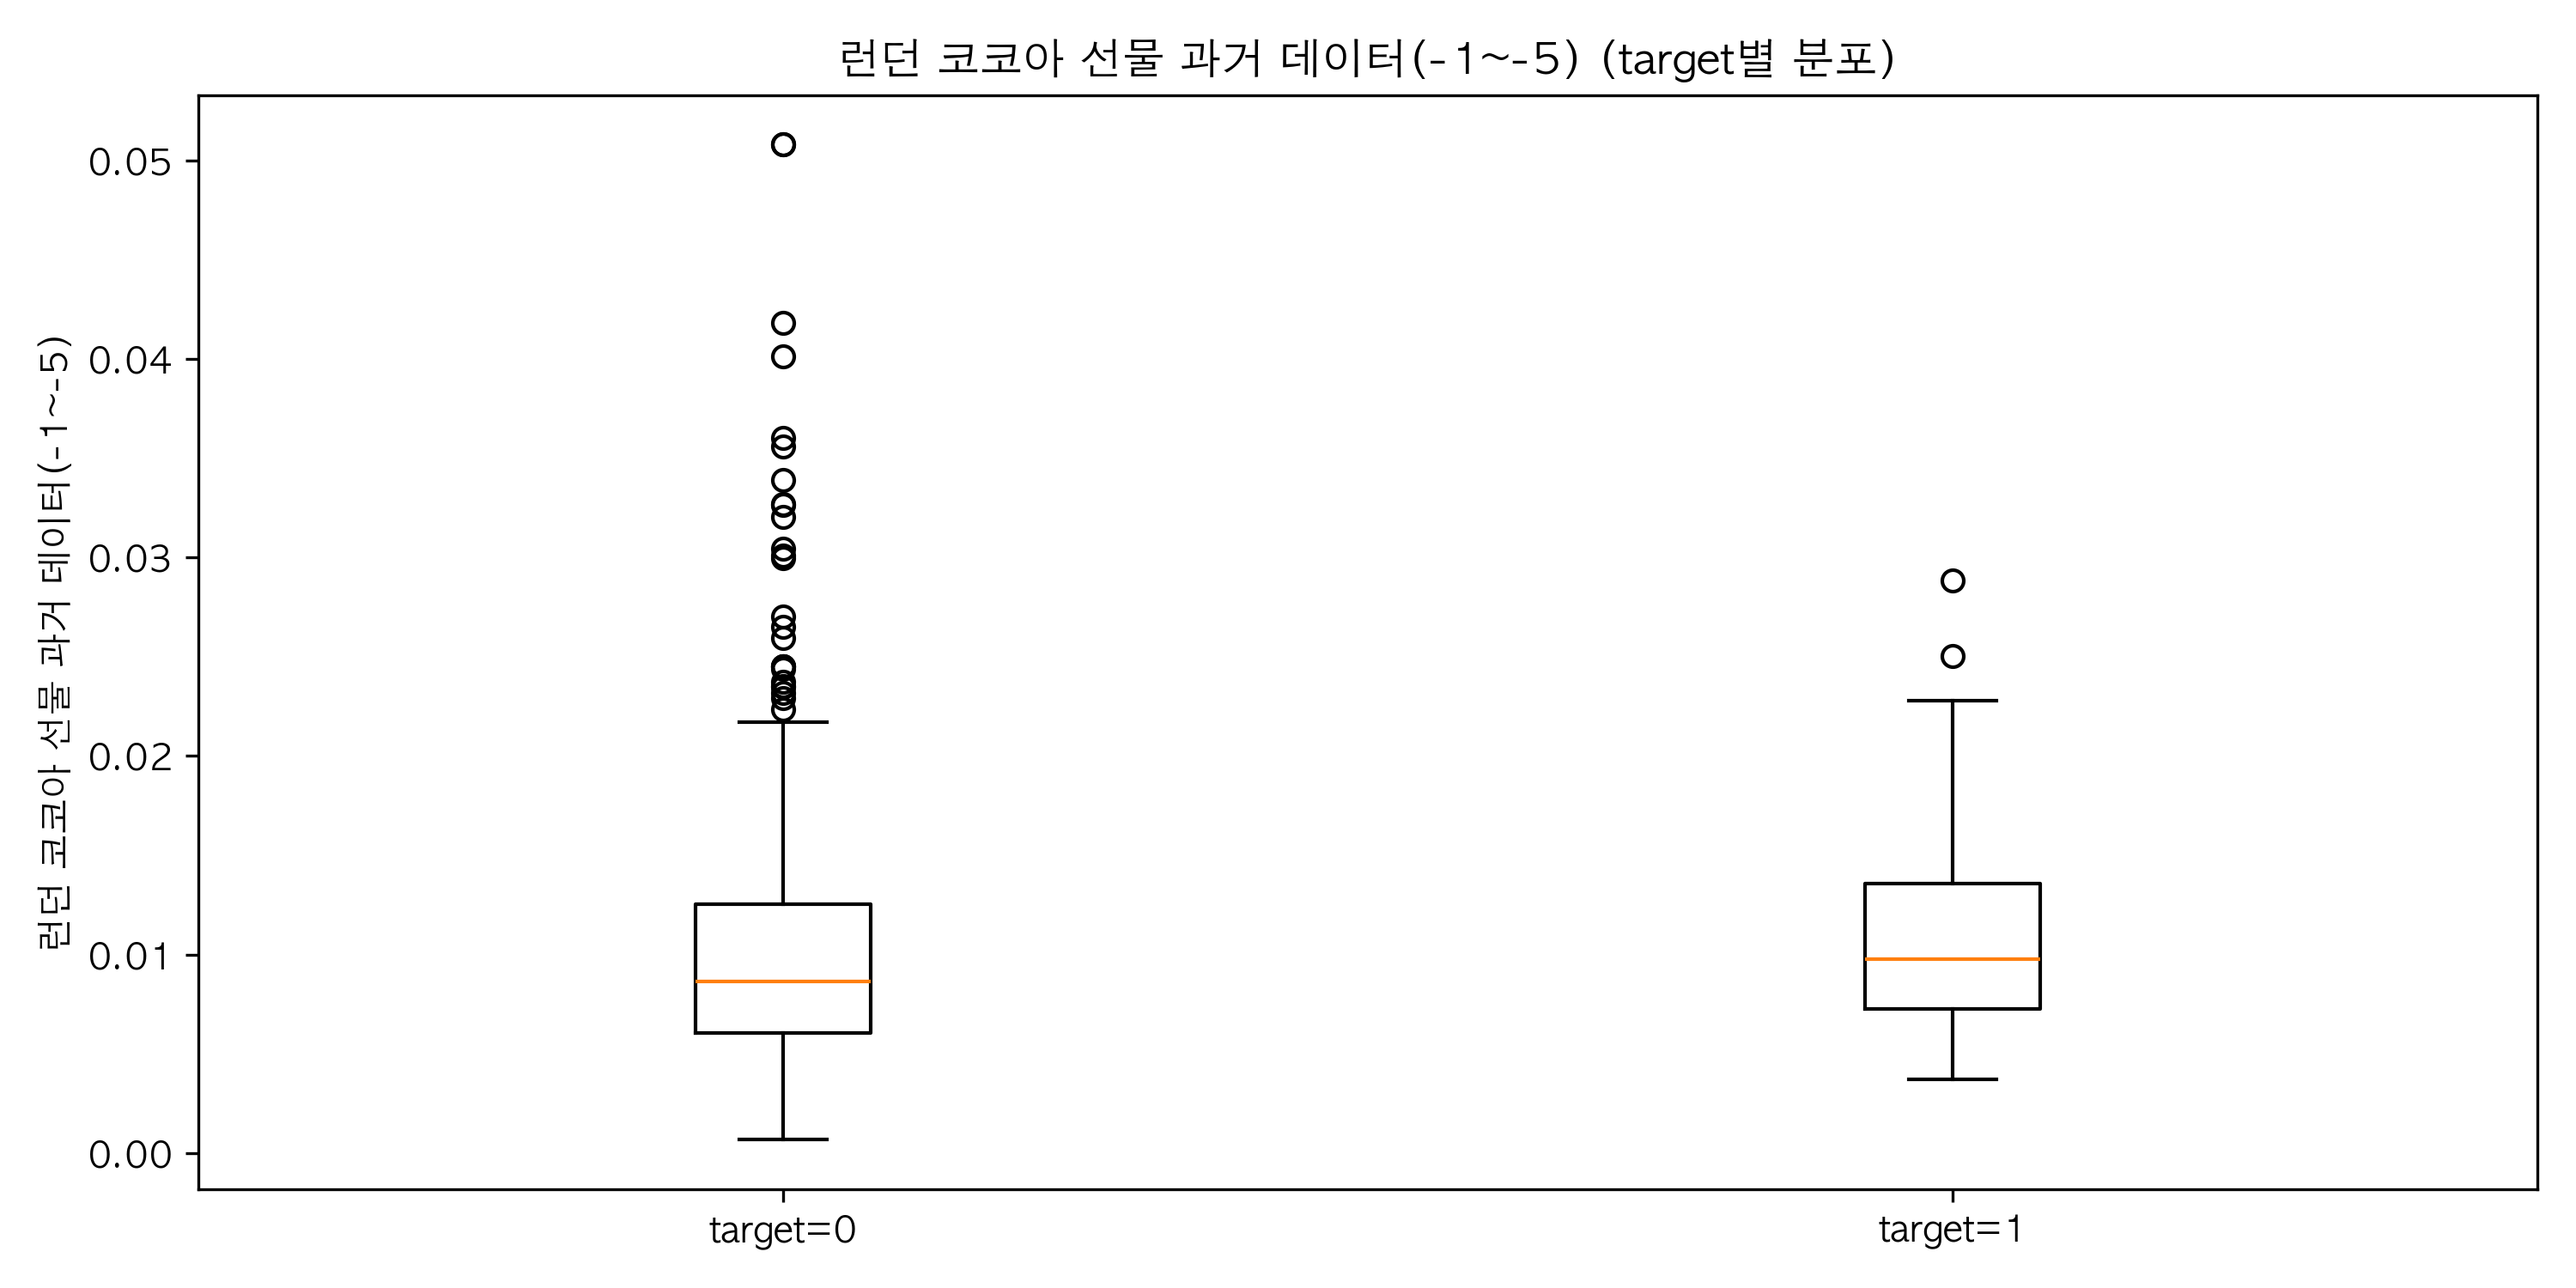 런던 코코아 선물 과거 데이터(-1~-5) (target별 분포)
런던 코코아 선물 과거 데이터(-1~-5)
0.05
0.04
0.03
0.02
0.01
0.00
target=0
target=1